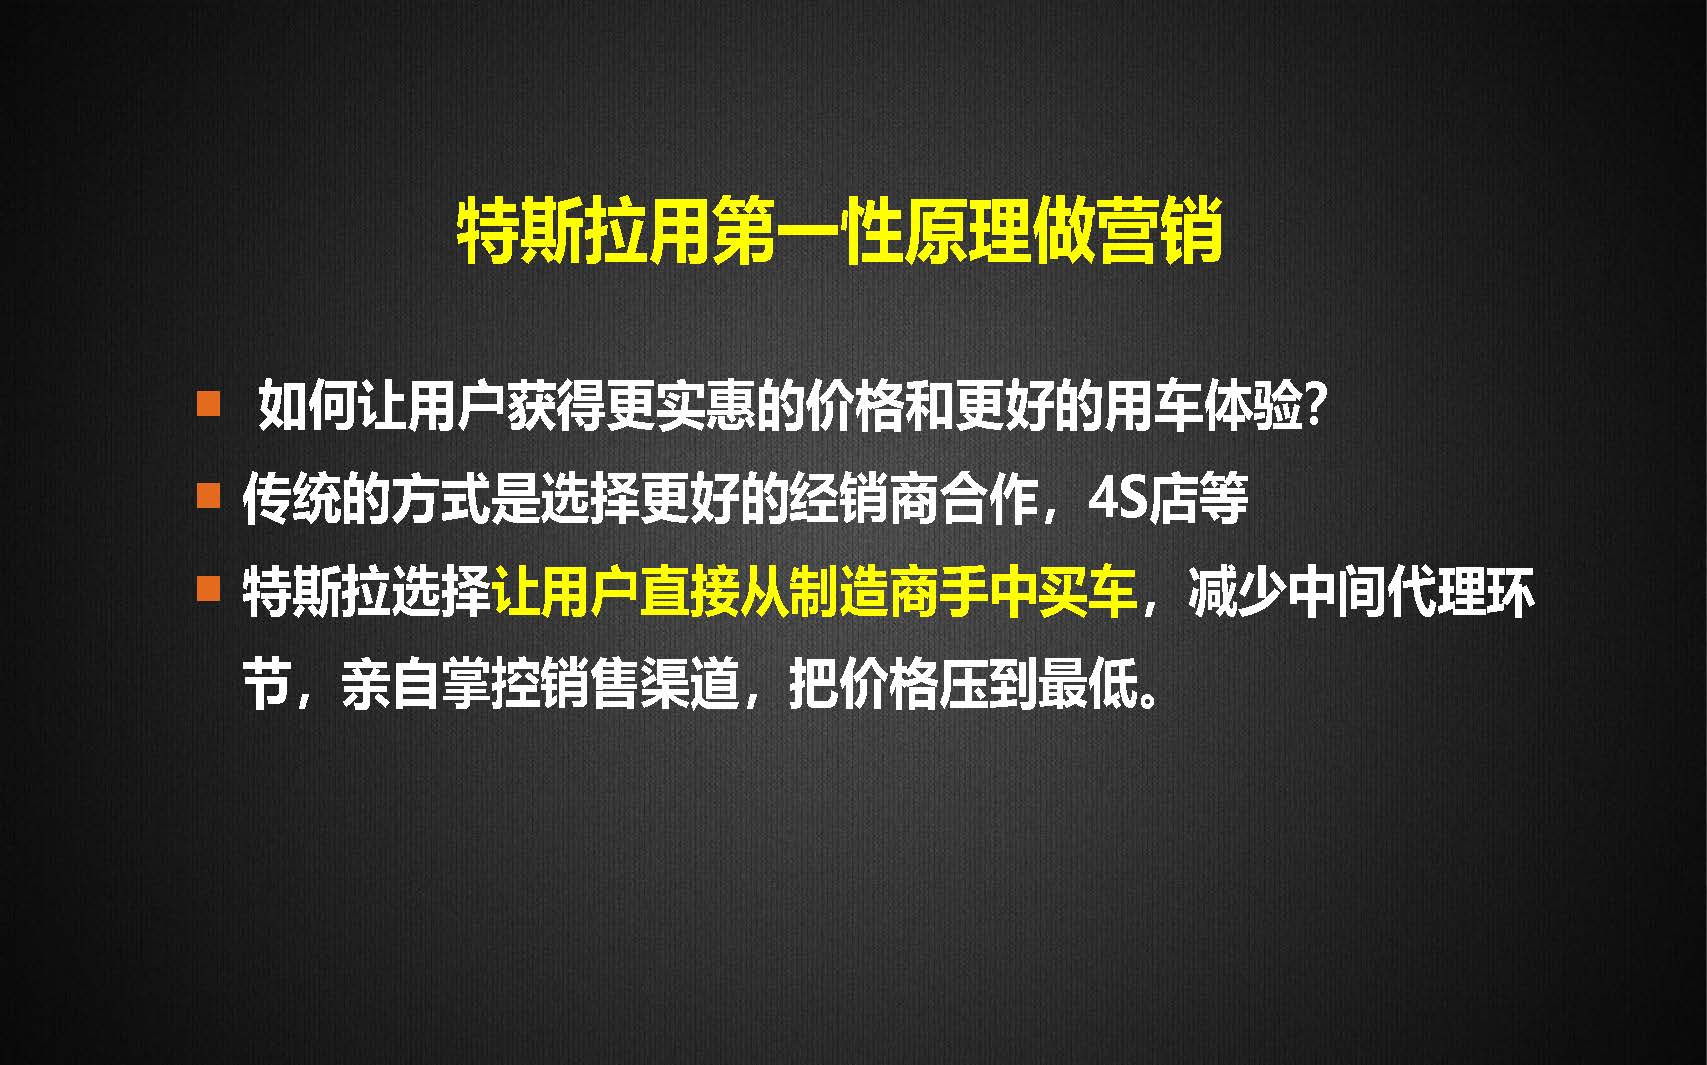 特斯拉用第一性原理做营销
如何让用户获得更实惠的价格和更好的用车体验?
传统的方式是选择更好的经销商合作，4S店等
特斯拉选择让用户直接从制造商手中买车，减少中间代理环
节，亲自掌控销售渠道，把价格压到最低。